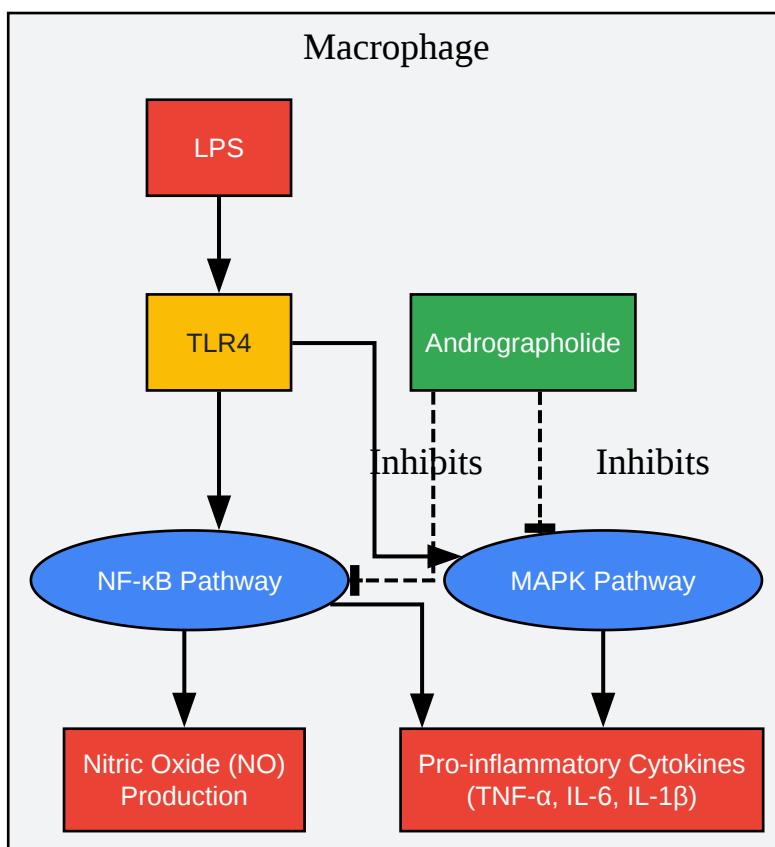 Macrophage
LPS
TLR4
Andrographolide
Inhibits
Inhibits
NF-κB Pathway
MAPK Pathway
Nitric Oxide (NO)
Production
Pro-inflammatory Cytokines
(TNF-α, IL-6, IL-1β)